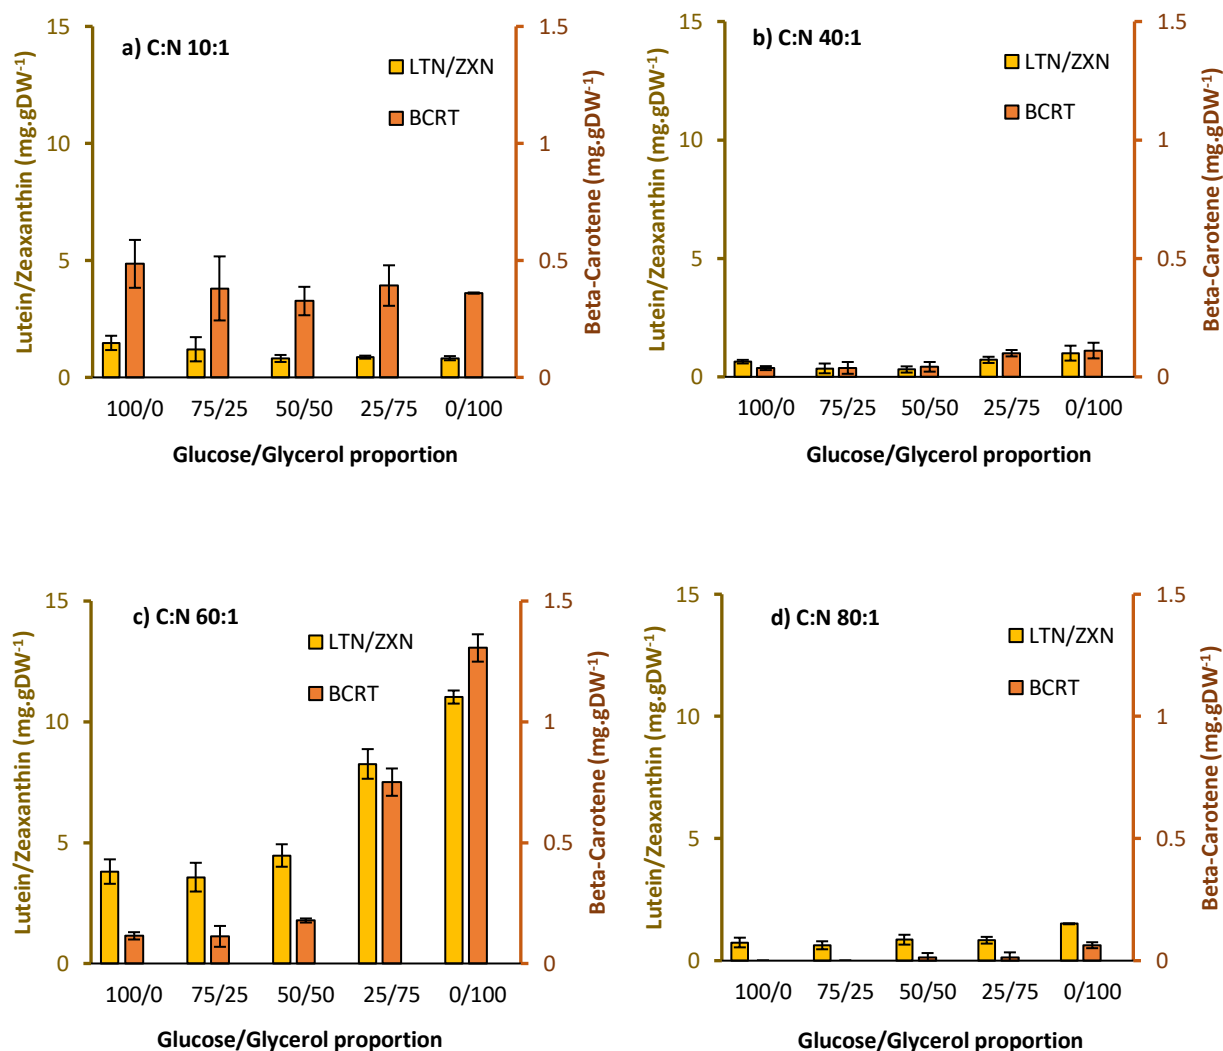 a) C:N 10:1
LTN/ZXN
BCRT
Lutein/Zeaxanthin (mg.gDW⁻¹)
15
10
5
0
Beta-Carotene (mg.gDW⁻¹)
1.5
1
0.5
0
100/0 75/25 50/50 25/75 0/100
Glucose/Glycerol proportion
b) C:N 40:1
LTN/ZXN
BCRT
Lutein/Zeaxanthin (mg.gDW⁻¹)
15
10
5
0
Beta-Carotene (mg.gDW⁻¹)
1.5
1
0.5
0
100/0 75/25 50/50 25/75 0/100
Glucose/Glycerol proportion
c) C:N 60:1
LTN/ZXN
BCRT
Lutein/Zeaxanthin (mg.gDW⁻¹)
15
10
5
0
Beta-Carotene (mg.gDW⁻¹)
1.5
1
0.5
0
100/0 75/25 50/50 25/75 0/100
Glucose/Glycerol proportion
d) C:N 80:1
LTN/ZXN
BCRT
Lutein/Zeaxanthin (mg.gDW⁻¹)
15
10
5
0
Beta-Carotene (mg.gDW⁻¹)
1.5
1
0.5
0
100/0 75/25 50/50 25/75 0/100
Glucose/Glycerol proportion